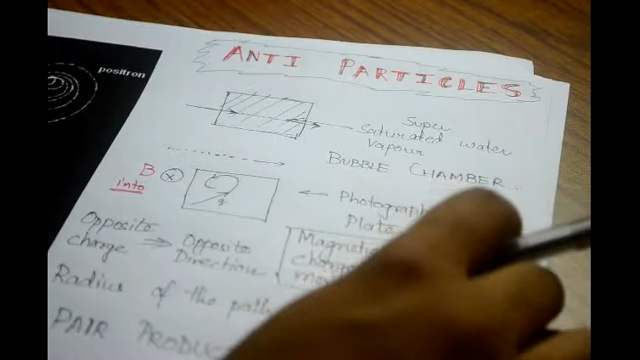 positron
ANTI PARTICLES
Super
Saturated water
Vapour
BUBBLE CHAMBER
B
into
Photograph
Plate
Opposite
charge ⇒ Opposite
Direction
Magnetic
Radius of the path
PAIR